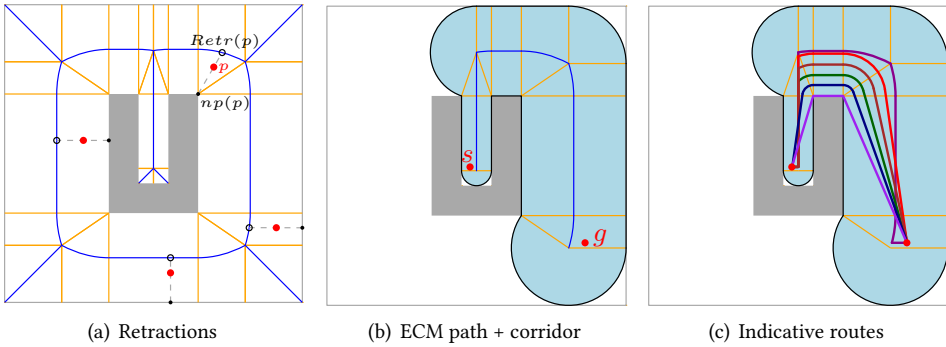 Retr(p)
p
np(p)
s
g
(a) Retractions
(b) ECM path + corridor
(c) Indicative routes